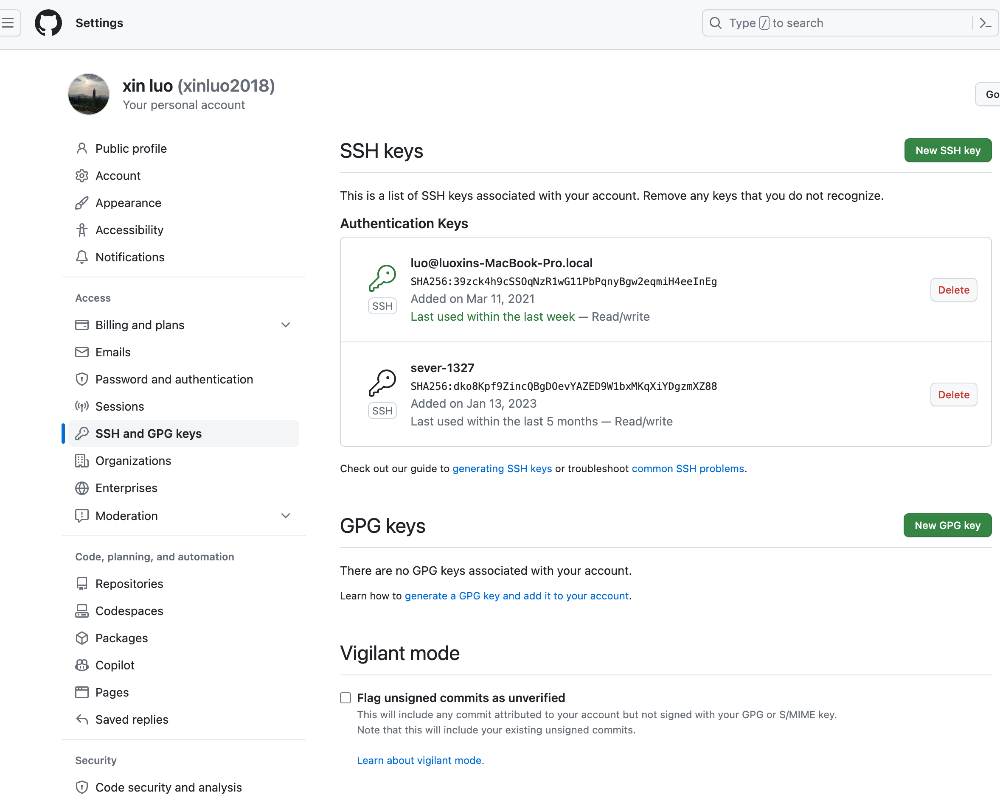 Settings
Type / to search
xin luo (xinluo2018)
Your personal account
Go
Public profile
Account
Appearance
Accessibility
Notifications
Access
Billing and plans
Emails
Password and authentication
Sessions
SSH and GPG keys
Organizations
Enterprises
Moderation
Code, planning, and automation
Repositories
Codespaces
Packages
Copilot
Pages
Saved replies
Security
Code security and analysis
SSH keys
New SSH key
This is a list of SSH keys associated with your account. Remove any keys that you do not recognize.
Authentication Keys
luo@luoxins-MacBook-Pro.local
SHA256:39zck4h9cSSOqNzR1wG11PbPqnyBgw2eqmiH4eeInEg
SSH
Added on Mar 11, 2021
Last used within the last week — Read/write
Delete
sever-1327
SHA256:dko8Kpf9ZincQBgDOevYAZED9W1bxMKqXiYDgzmXZ88
SSH
Added on Jan 13, 2023
Last used within the last 5 months — Read/write
Delete
Check out our guide to generating SSH keys or troubleshoot common SSH problems.
GPG keys
New GPG key
There are no GPG keys associated with your account.
Learn how to generate a GPG key and add it to your account.
Vigilant mode
Flag unsigned commits as unverified
This will include any commit attributed to your account but not signed with your GPG or S/MIME key.
Note that this will include your existing unsigned commits.
Learn about vigilant mode.